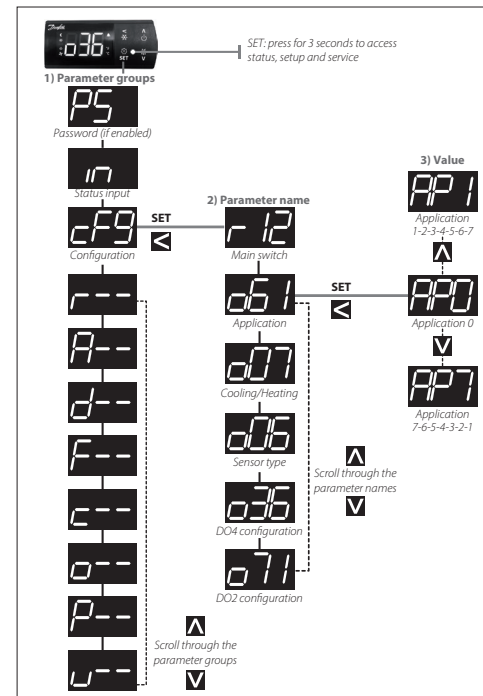 Danfoss
o36
SET
SET: press for 3 seconds to access
status, setup and service
1) Parameter groups
PS
Password (if enabled)
in
Status input
cFg
Configuration
r--
A--
d--
F--
c--
o--
P--
u--
Scroll through the
parameter groups
SET
2) Parameter name
r12
Main switch
o61
Application
o07
Cooling/Heating
o06
Sensor type
o36
DO4 configuration
o71
DO2 configuration
Scroll through the
parameter names
SET
3) Value
AP1
Application
1-2-3-4-5-6-7
AP0
Application 0
AP7
Application
7-6-5-4-3-2-1